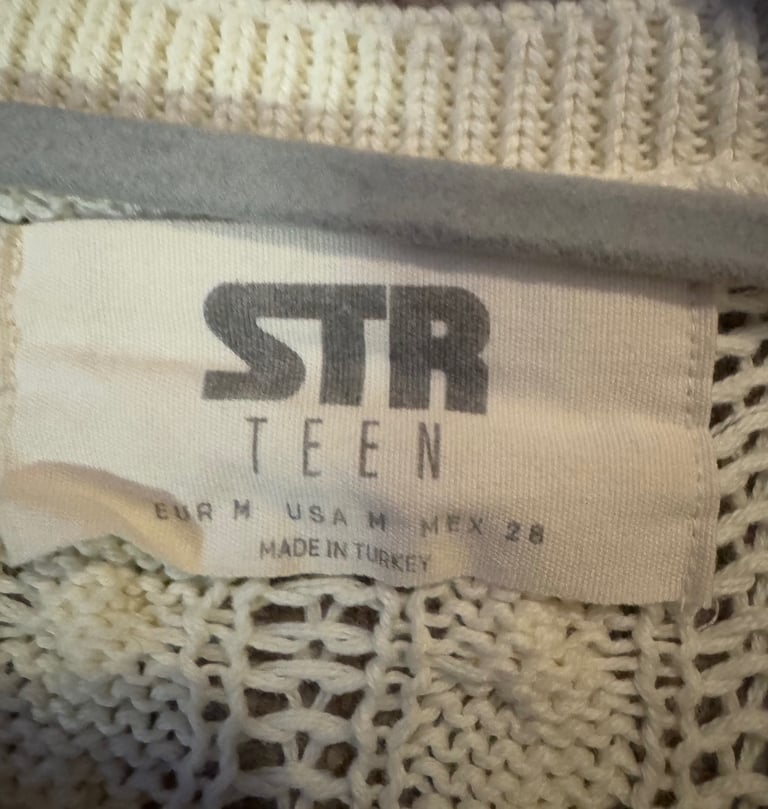 STR
TEEN
EUR M USA M MEX 28
MADE IN TURKEY